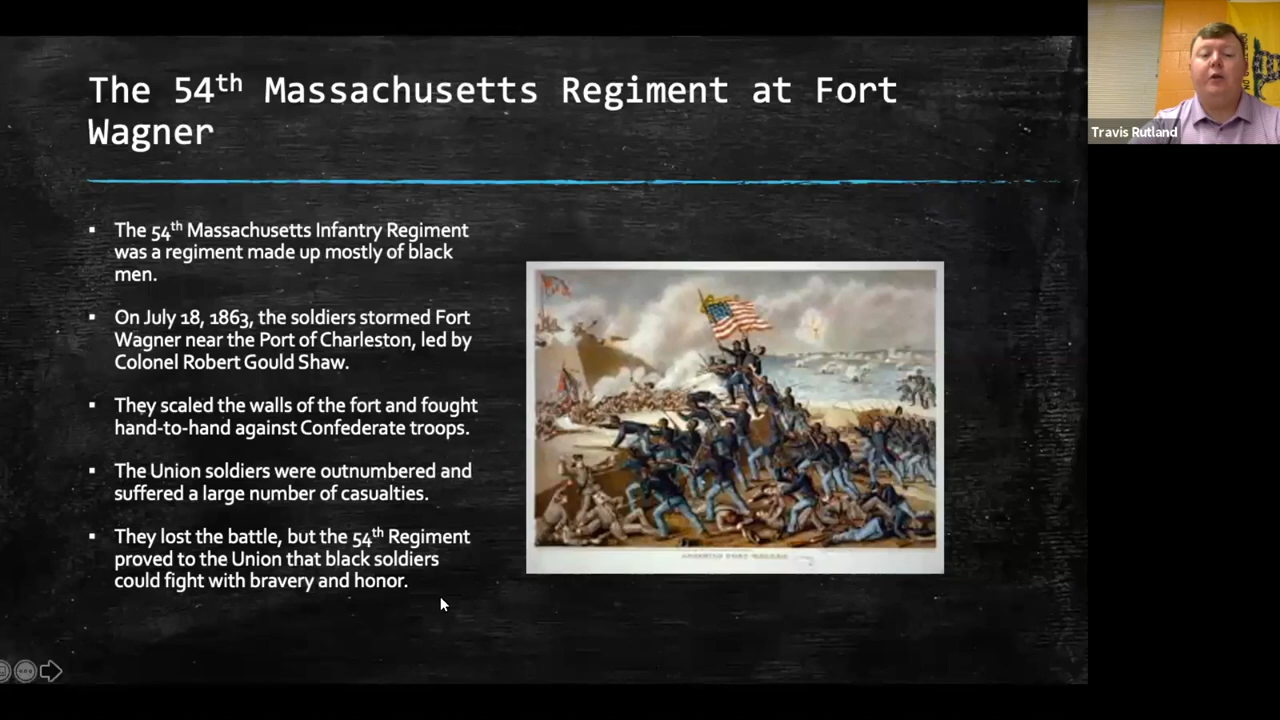 The 54th Massachusetts Regiment at Fort
Wagner
▪ The 54th Massachusetts Infantry Regiment
was a regiment made up mostly of black
men.
▪ On July 18, 1863, the soldiers stormed Fort
Wagner near the Port of Charleston, led by
Colonel Robert Gould Shaw.
▪ They scaled the walls of the fort and fought
hand-to-hand against Confederate troops.
▪ The Union soldiers were outnumbered and
suffered a large number of casualties.
▪ They lost the battle, but the 54th Regiment
proved to the Union that black soldiers
could fight with bravery and honor.
Travis Rutland